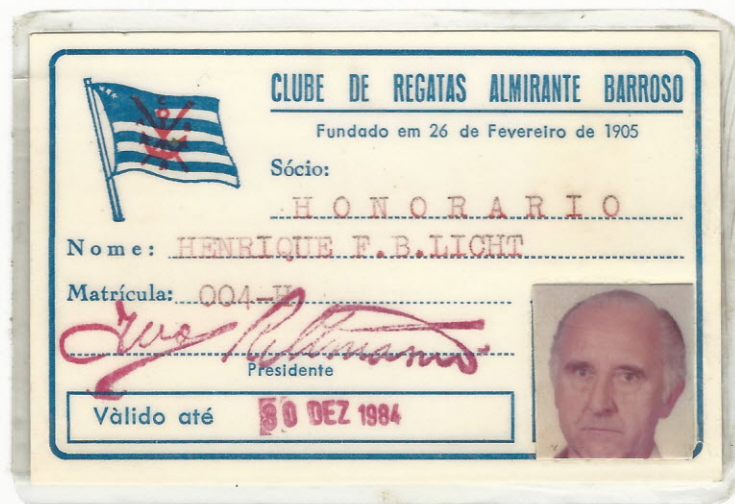 CLUBE DE REGATAS ALMIRANTE BARROSO
Fundado em 26 de Fevereiro de 1905
Sócio:
HONORARIO
Nome: HENRIQUE F.B.LICHT
Matrícula: 004-H
Presidente
Vàlido até 30 DEZ 1984